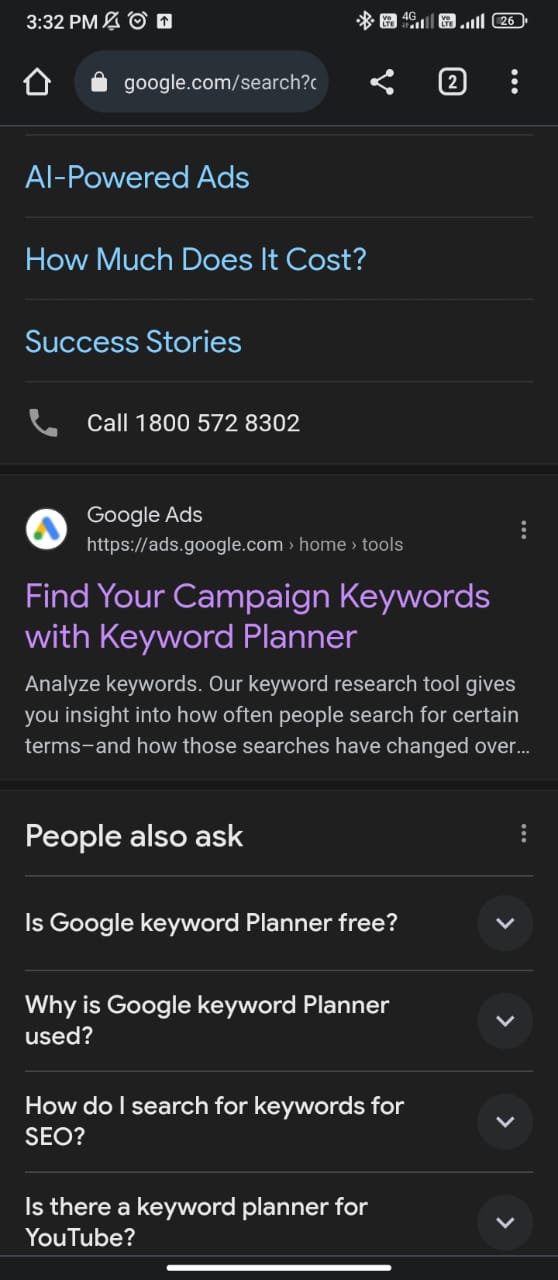 3:32 PM
4G
26
google.com/search?c
2
AI-Powered Ads
How Much Does It Cost?
Success Stories
Call 1800 572 8302
Google Ads
https://ads.google.com › home › tools
Find Your Campaign Keywords
with Keyword Planner
Analyze keywords. Our keyword research tool gives
you insight into how often people search for certain
terms–and how those searches have changed over...
People also ask
Is Google keyword Planner free?
Why is Google keyword Planner
used?
How do I search for keywords for
SEO?
Is there a keyword planner for
YouTube?